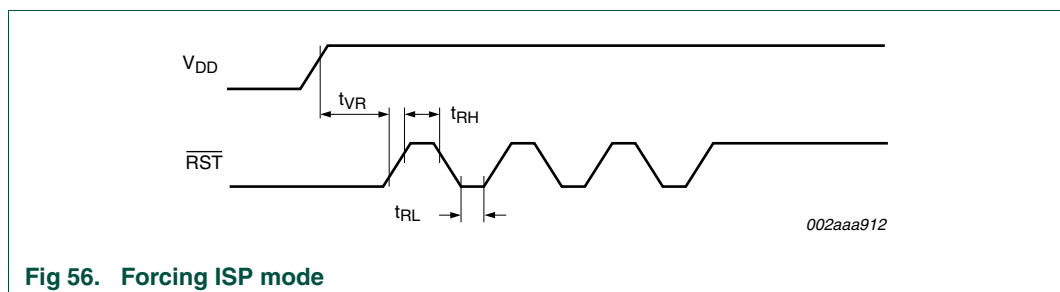 VDD
tVR
tRH
RST
tRL
002aaa912
Fig 56. Forcing ISP mode